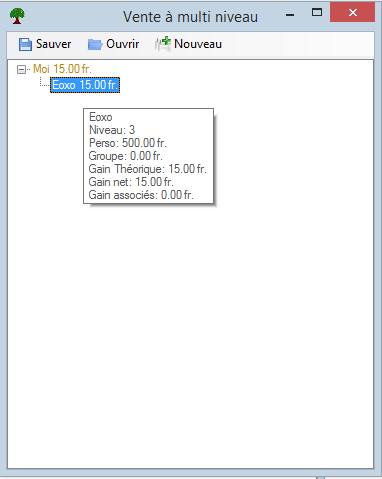 Vente à multi niveau
Sauver Ouvrir Nouveau
Moi 15.00 fr.
Eoxo 15.00 fr.
Eoxo
Niveau: 3
Perso: 500.00 fr.
Groupe: 0.00 fr.
Gain Théorique: 15.00 fr.
Gain net: 15.00 fr.
Gain associés: 0.00 fr.